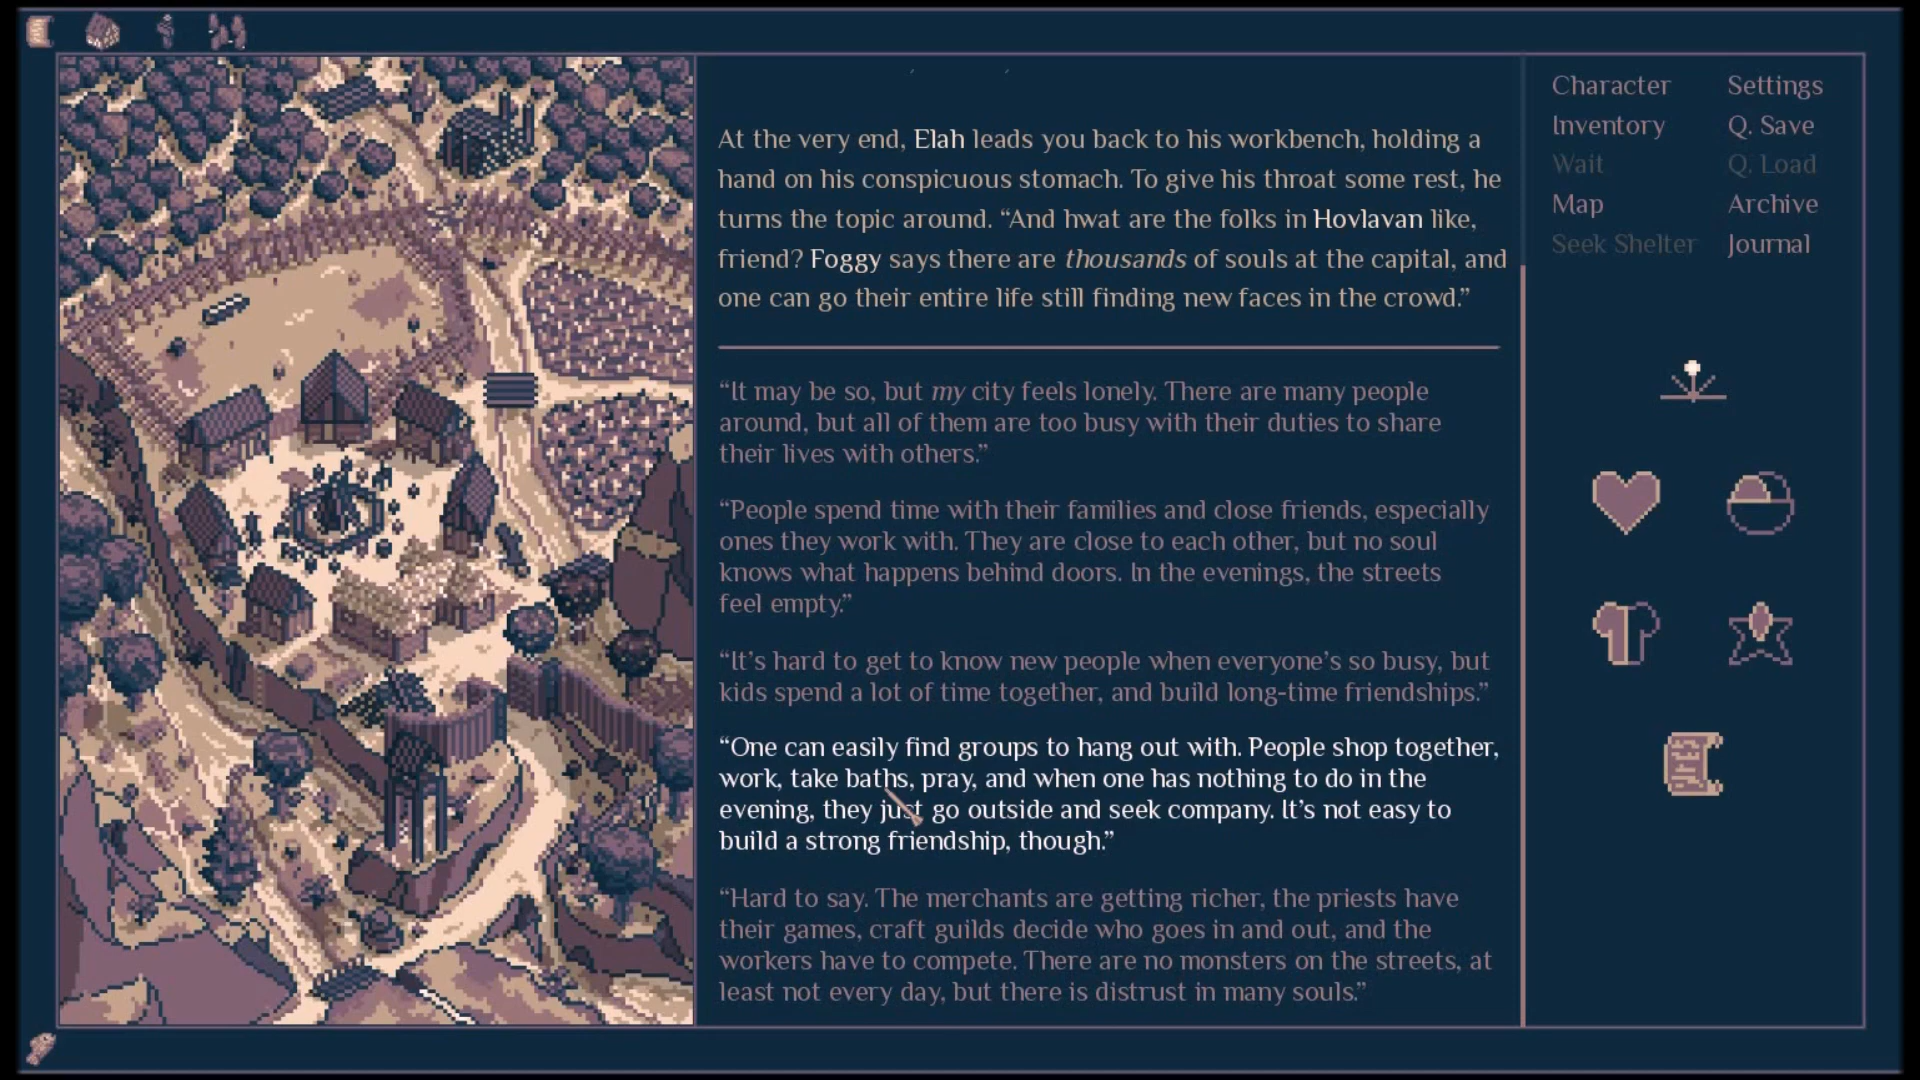 At the very end, Elah leads you back to his workbench, holding a
hand on his conspicuous stomach. To give his throat some rest, he
turns the topic around. “And hwat are the folks in Hovlavan like,
friend? Foggy says there are thousands of souls at the capital, and
one can go their entire life still finding new faces in the crowd.”
“It may be so, but my city feels lonely. There are many people
around, but all of them are too busy with their duties to share
their lives with others.”
“People spend time with their families and close friends, especially
ones they work with. They are close to each other, but no soul
knows what happens behind doors. In the evenings, the streets
feel empty.”
“It’s hard to get to know new people when everyone’s so busy, but
kids spend a lot of time together, and build long-time friendships.”
“One can easily find groups to hang out with. People shop together,
work, take baths, pray, and when one has nothing to do in the
evening, they just go outside and seek company. It’s not easy to
build a strong friendship, though.”
“Hard to say. The merchants are getting richer, the priests have
their games, craft guilds decide who goes in and out, and the
workers have to compete. There are no monsters on the streets, at
least not every day, but there is distrust in many souls.”
Character Settings
Inventory Q. Save
Wait Q. Load
Map Archive
Seek Shelter Journal